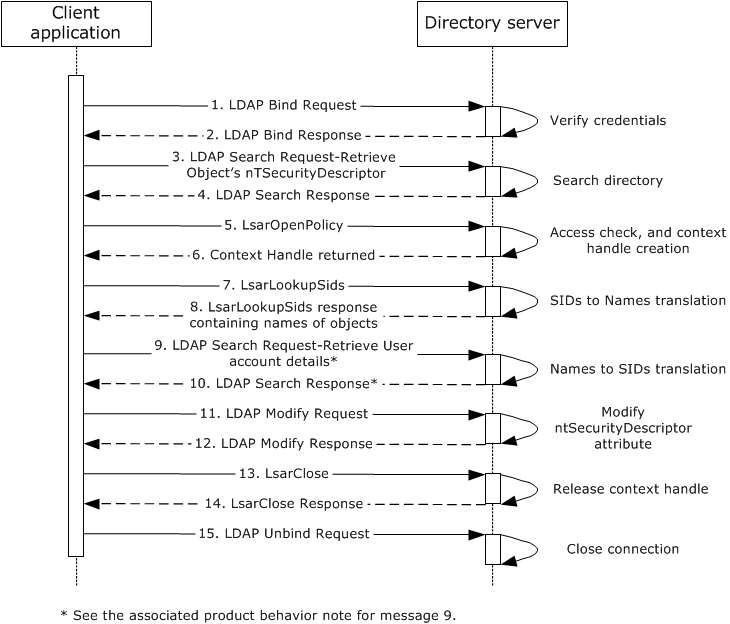 Client
application
Directory server
1. LDAP Bind Request
Verify credentials
2. LDAP Bind Response
3. LDAP Search Request-Retrieve
Object's nTSecurityDescriptor
Search directory
4. LDAP Search Response
5. LsarOpenPolicy
Access check, and context
handle creation
6. Context Handle returned
7. LsarLookupSids
SIDs to Names translation
8. LsarLookupSids response
containing names of objects
9. LDAP Search Request-Retrieve User
account details*
Names to SIDs translation
10. LDAP Search Response*
11. LDAP Modify Request
Modify
ntSecurityDescriptor
attribute
12. LDAP Modify Response
13. LsarClose
Release context handle
14. LsarClose Response
15. LDAP Unbind Request
Close connection
* See the associated product behavior note for message 9.